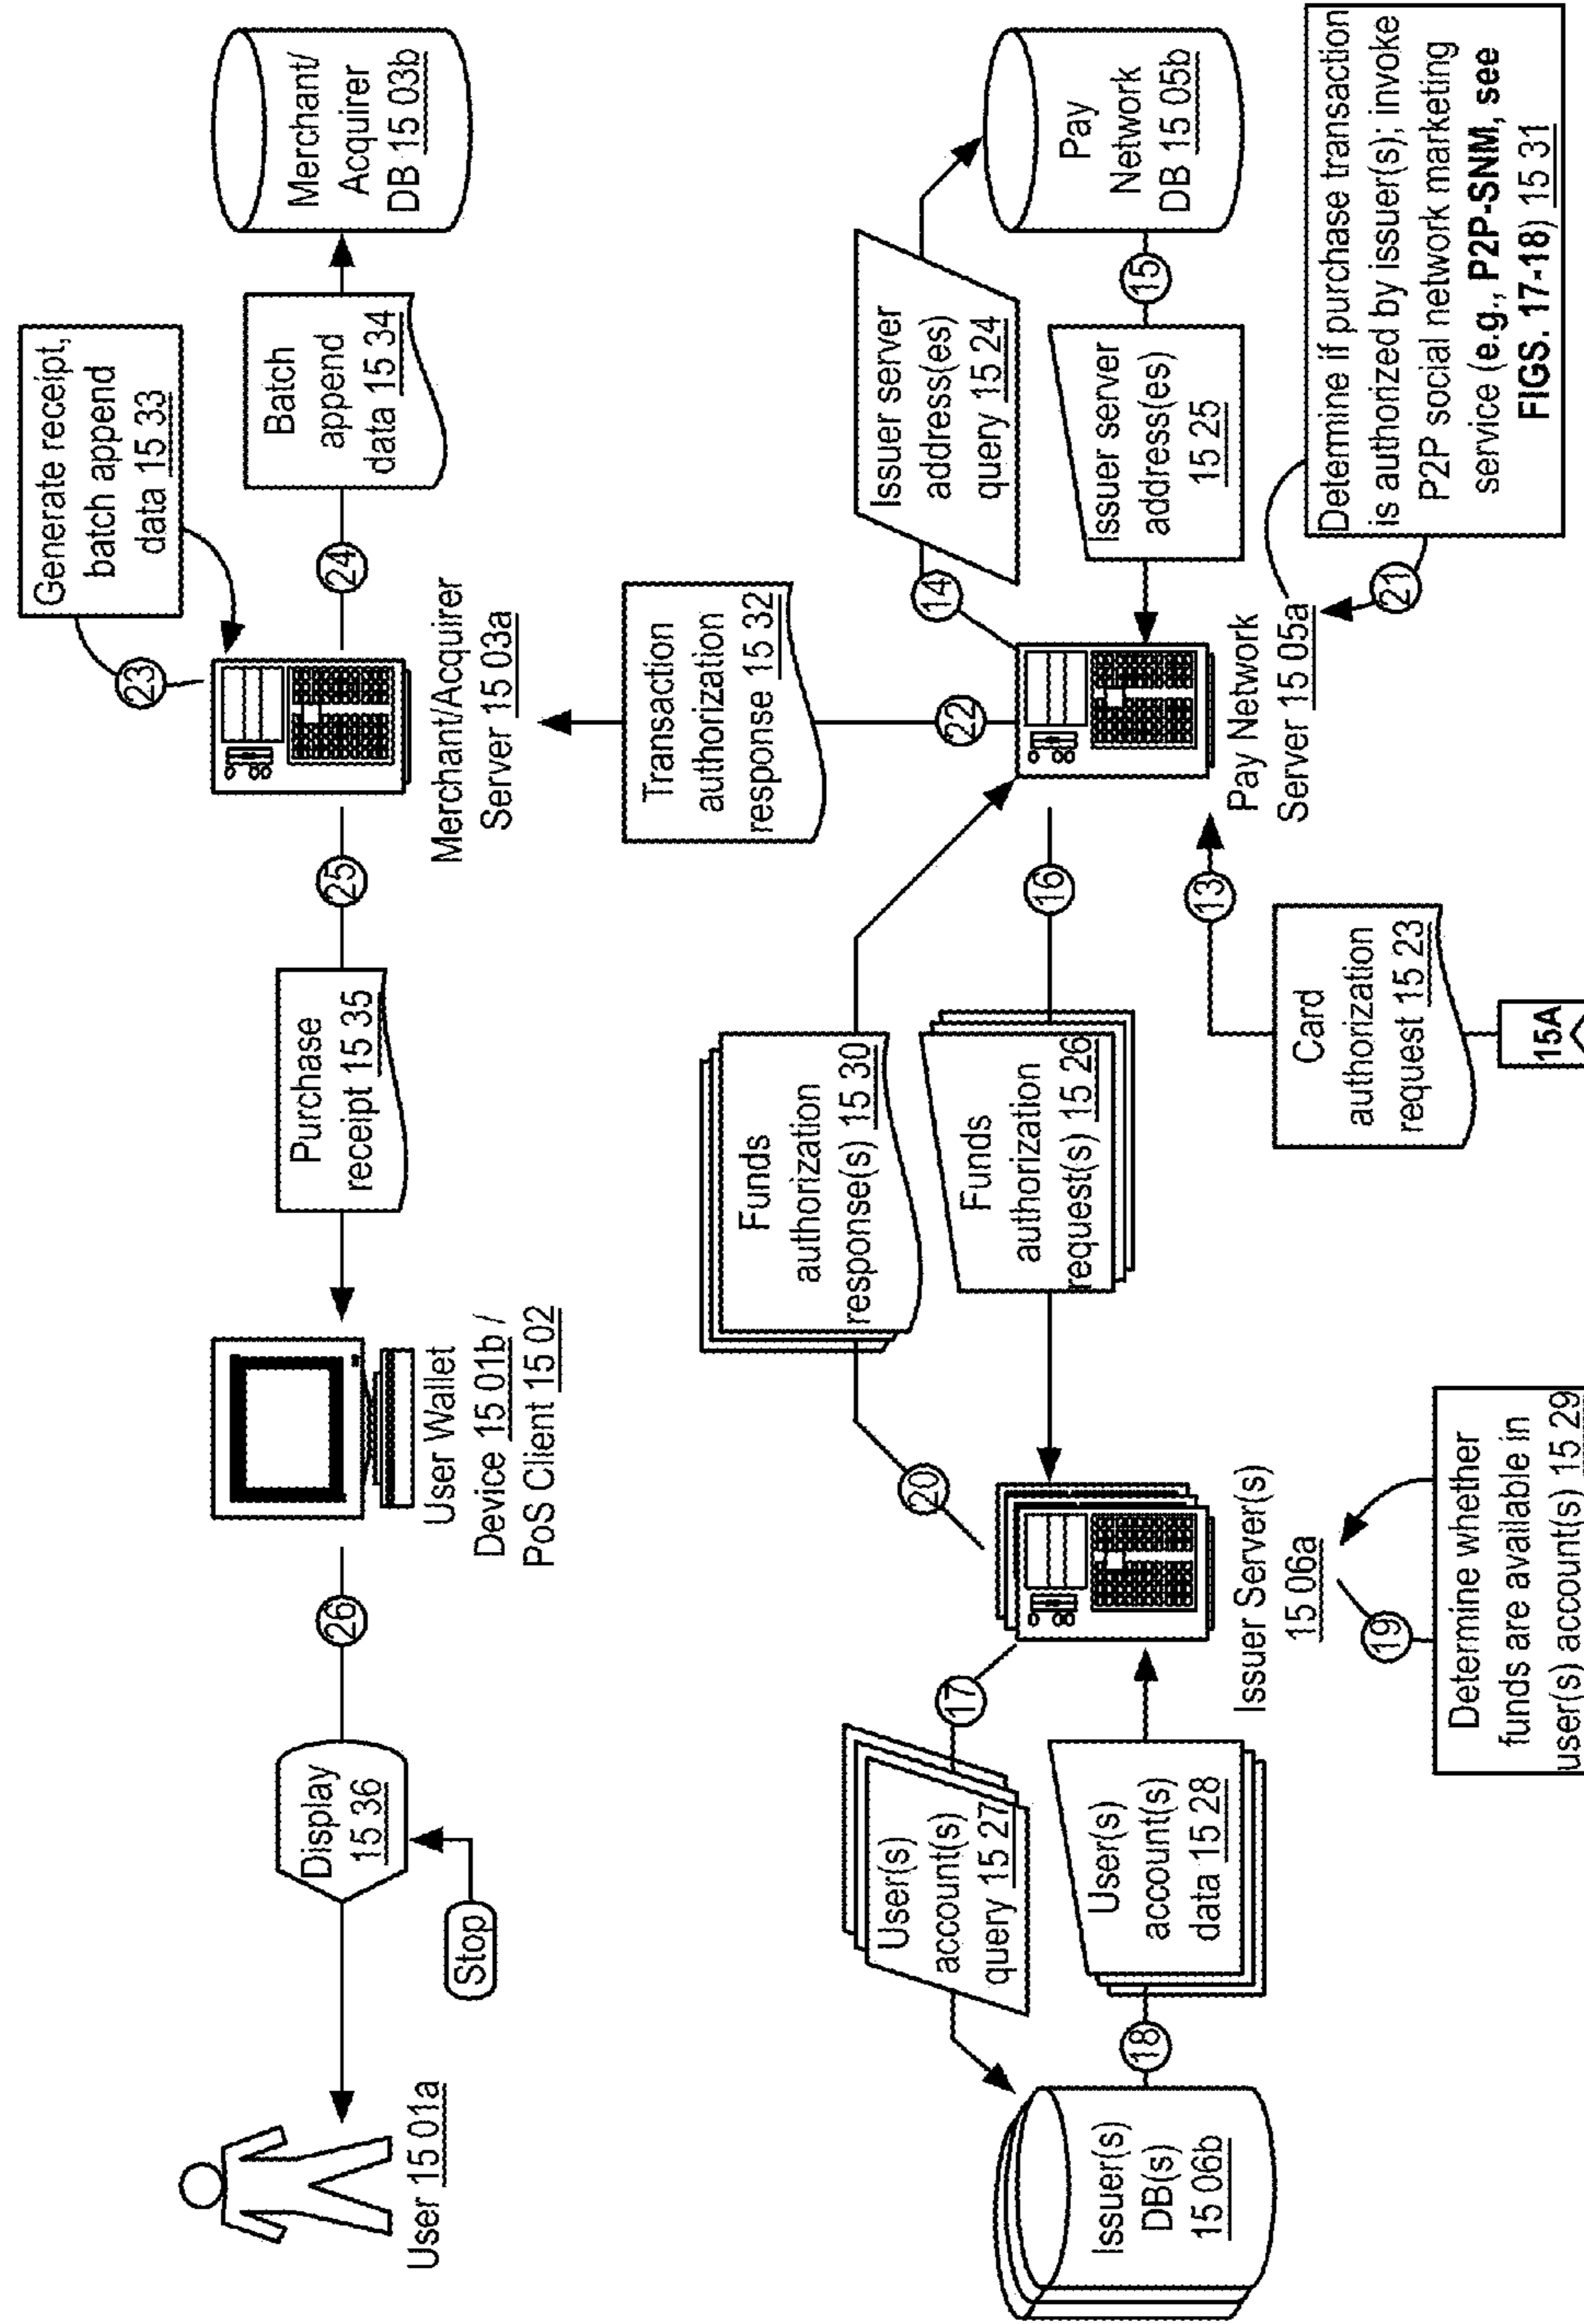 User 15 01a
Display
15 36
Stop
26
User Wallet
Device 15 01b /
PoS Client 15 02
Purchase
receipt 15 35
25
Merchant/Acquirer
Server 15 03a
23
Generate receipt,
batch append
data 15 33
24
Batch
append
data 15 34
Merchant/
Acquirer
DB 15 03b
Transaction
authorization
response 15 32
22
Issuer(s)
DB(s)
15 06b
User(s)
account(s)
query 15 27
17
18
User(s)
account(s)
data 15 28
Issuer Server(s)
15 06a
19
Determine whether
funds are available in
user(s) account(s) 15 29
20
Funds
authorization
response(s) 15 30
Funds
authorization
request(s) 15 26
16
Card
authorization
request 15 23
15A
13
Pay Network
Server 15 05a
14
Issuer server
address(es)
query 15 24
Issuer server
address(es)
15 25
15
Pay
Network
DB 15 05b
21
Determine if purchase transaction
is authorized by issuer(s); invoke
P2P social network marketing
service (e.g., P2P-SNM, see
FIGS. 17-18) 15 31